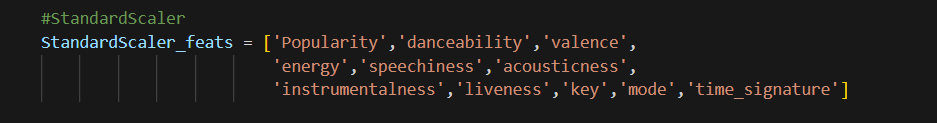 #StandardScaler
StandardScaler_feats = ['Popularity','danceability','valence',
'energy','speechiness','acousticness',
'instrumentalness','liveness','key','mode','time_signature']